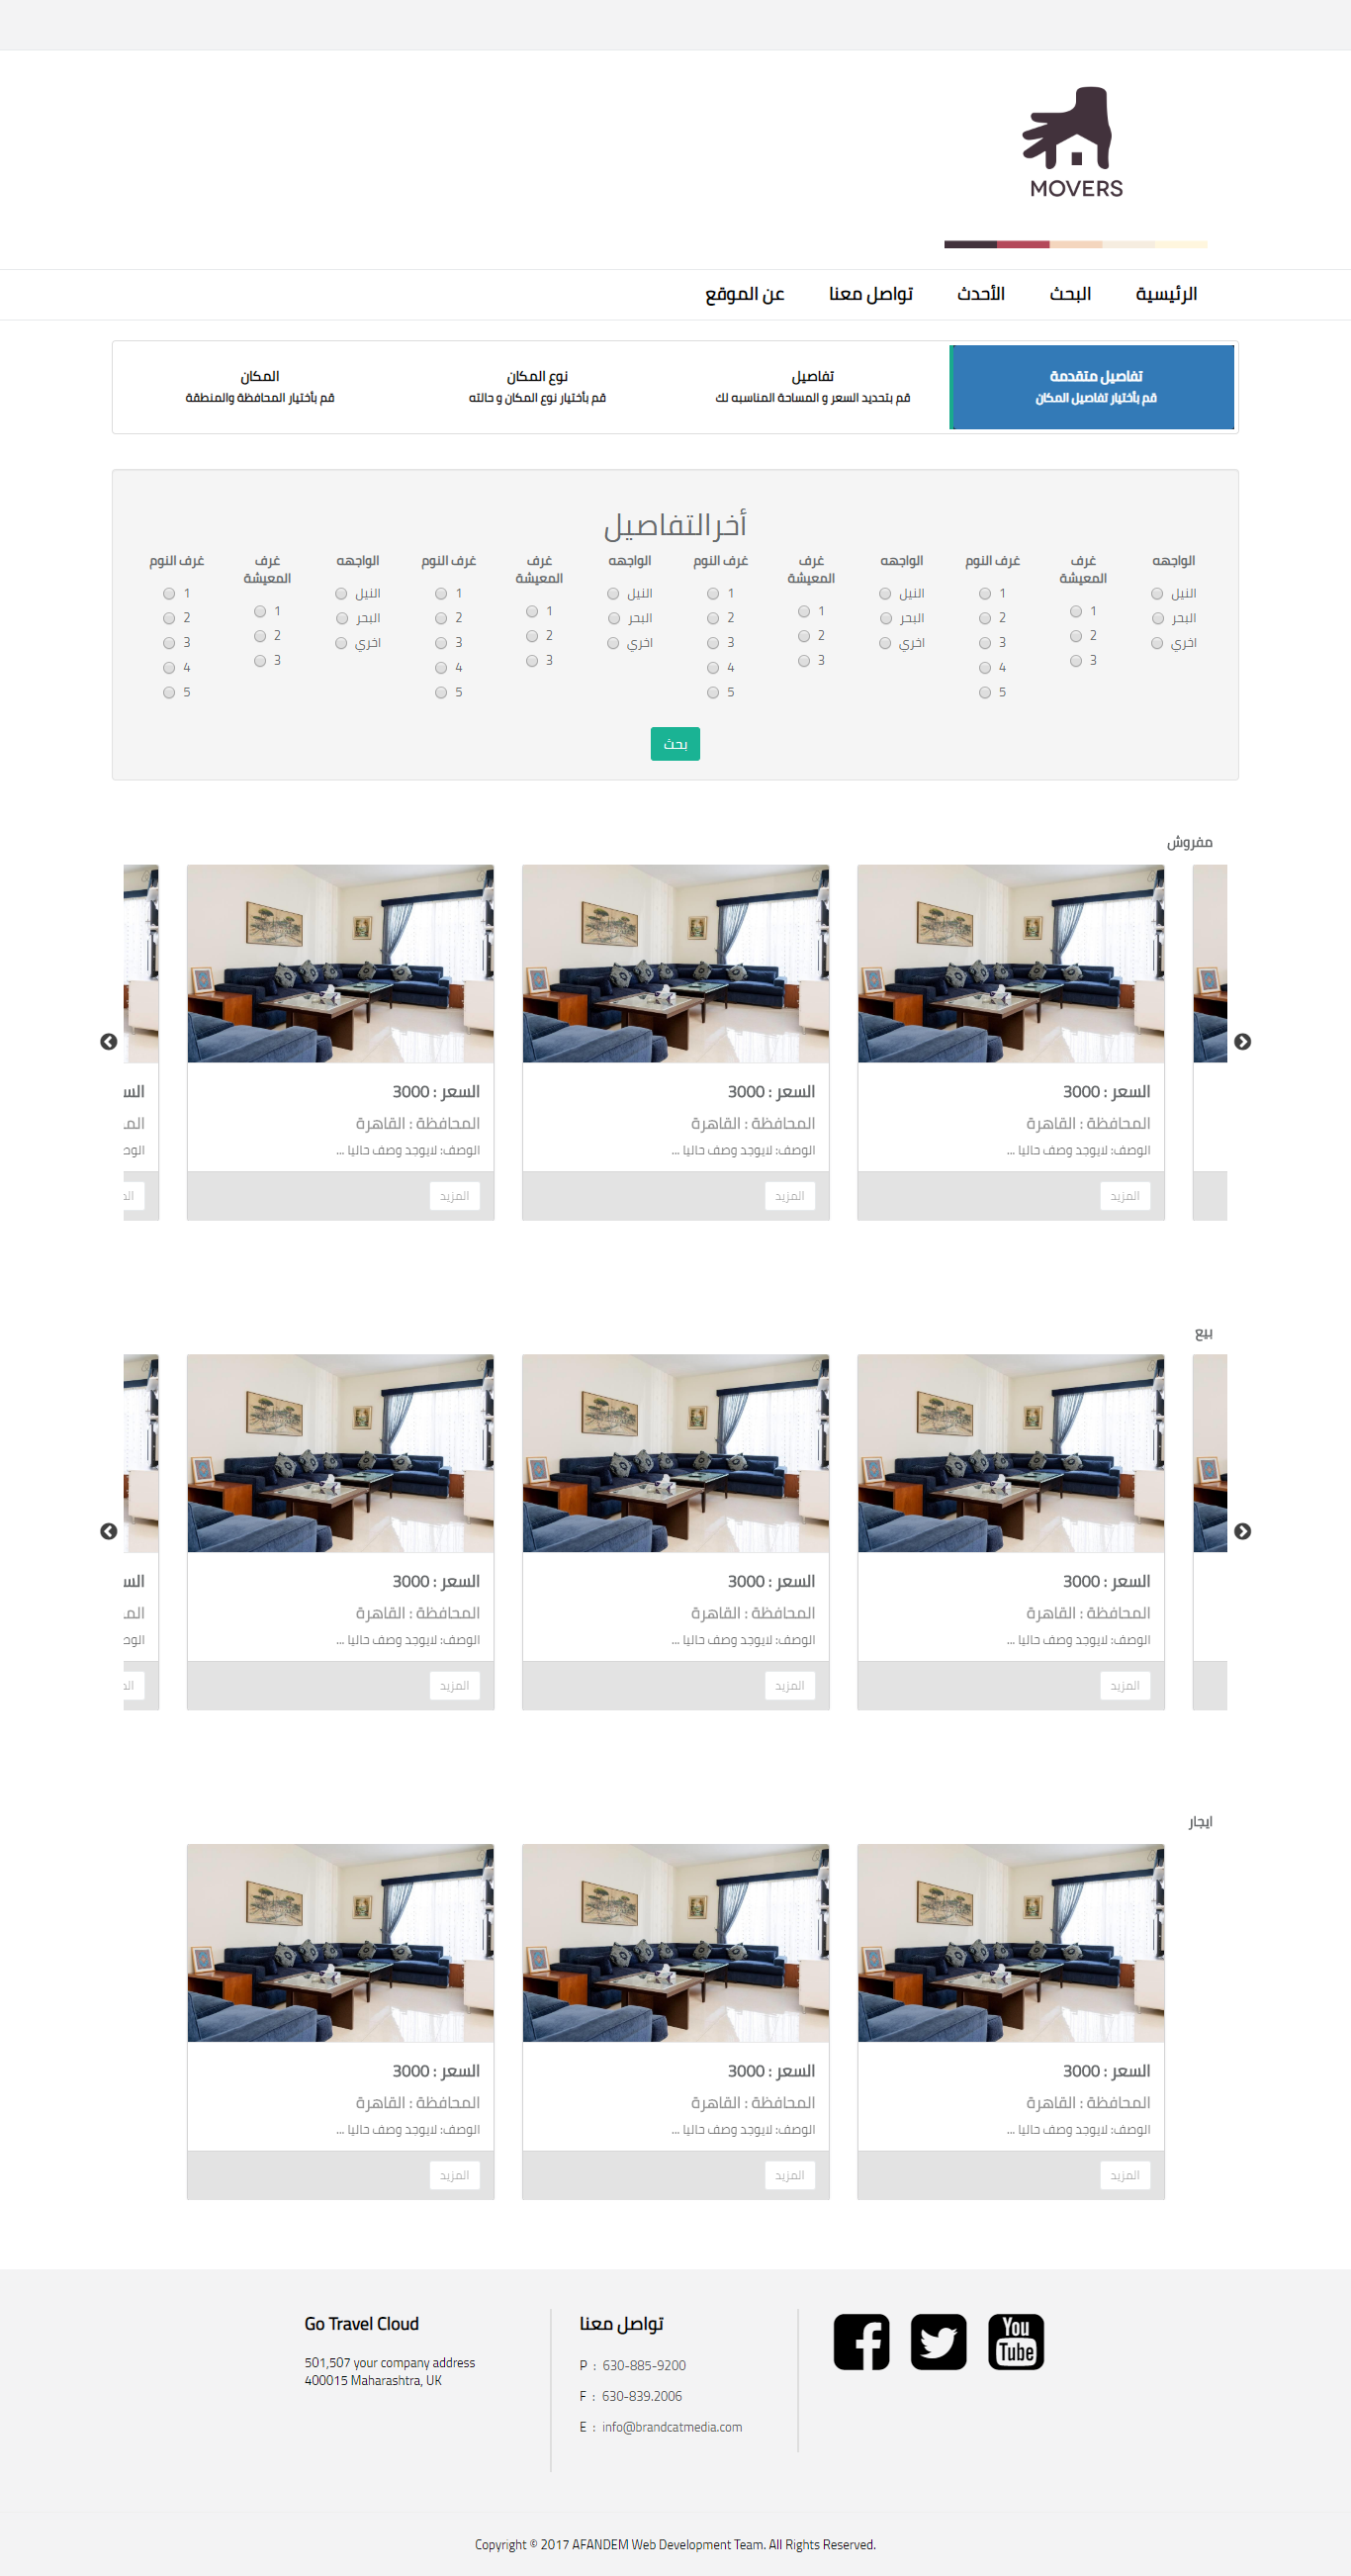 MOVERS
الرئيسية البحث الأحدث تواصل معنا عن الموقع
تفاصيل متقدمة
قم بأختيار تفاصيل المكان
تفاصيل
قم بتحديد السعر و المساحة المناسبه لك
نوع المكان
قم بأختيار نوع المكان و حالته
المكان
قم بأختيار المحافظة والمنطقة
أخرالتفاصيل
الواجهه
النيل
البحر
اخري
غرف
المعيشة
1
2
3
غرف النوم
1
2
3
4
5
الواجهه
النيل
البحر
اخري
غرف
المعيشة
1
2
3
غرف النوم
1
2
3
4
5
الواجهه
النيل
البحر
اخري
غرف
المعيشة
1
2
3
غرف النوم
1
2
3
4
5
الواجهه
النيل
البحر
اخري
غرف
المعيشة
1
2
3
غرف النوم
1
2
3
4
5
بحث
مفروش
السعر : 3000
المحافظة : القاهرة
الوصف: لايوجد وصف حاليا ...
المزيد
السعر : 3000
المحافظة : القاهرة
الوصف: لايوجد وصف حاليا ...
المزيد
السعر : 3000
المحافظة : القاهرة
الوصف: لايوجد وصف حاليا ...
المزيد
بيع
السعر : 3000
المحافظة : القاهرة
الوصف: لايوجد وصف حاليا ...
المزيد
السعر : 3000
المحافظة : القاهرة
الوصف: لايوجد وصف حاليا ...
المزيد
السعر : 3000
المحافظة : القاهرة
الوصف: لايوجد وصف حاليا ...
المزيد
ايجار
السعر : 3000
المحافظة : القاهرة
الوصف: لايوجد وصف حاليا ...
المزيد
السعر : 3000
المحافظة : القاهرة
الوصف: لايوجد وصف حاليا ...
المزيد
السعر : 3000
المحافظة : القاهرة
الوصف: لايوجد وصف حاليا ...
المزيد
You
Tube
تواصل معنا
P : 630-885-9200
F : 630-839.2006
E : info@brandcatmedia.com
Go Travel Cloud
501,507 your company address
400015 Maharashtra, UK
Copyright © 2017 AFANDEM Web Development Team. All Rights Reserved.